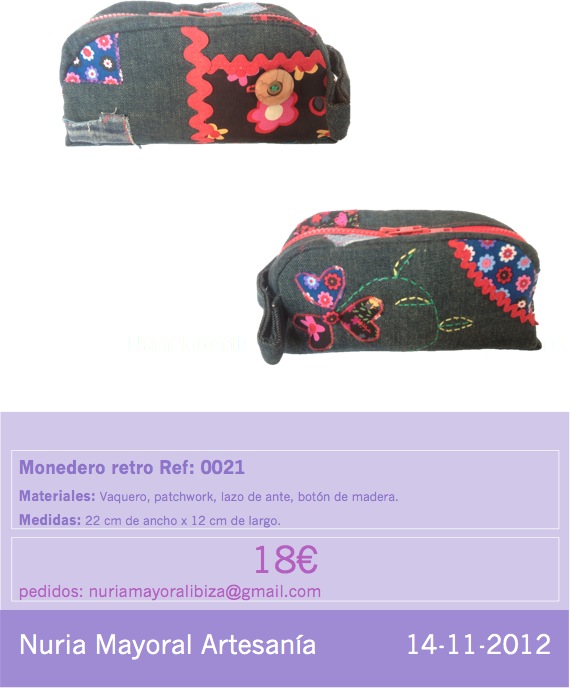 Monedero retro Ref: 0021
Materiales: Vaquero, patchwork, lazo de ante, botón de madera.
Medidas: 22 cm de ancho x 12 cm de largo.
18€
pedidos: nuriamayoralibiza@gmail.com
Nuria Mayoral Artesanía 14-11-2012